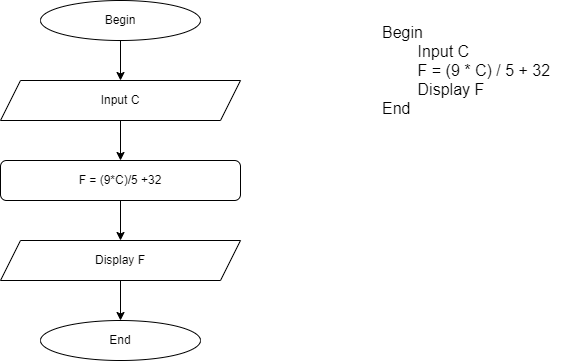 Begin
Input C
F = (9*C)/5 +32
Display F
End
Begin
Input C
F = (9 * C) / 5 + 32
Display F
End